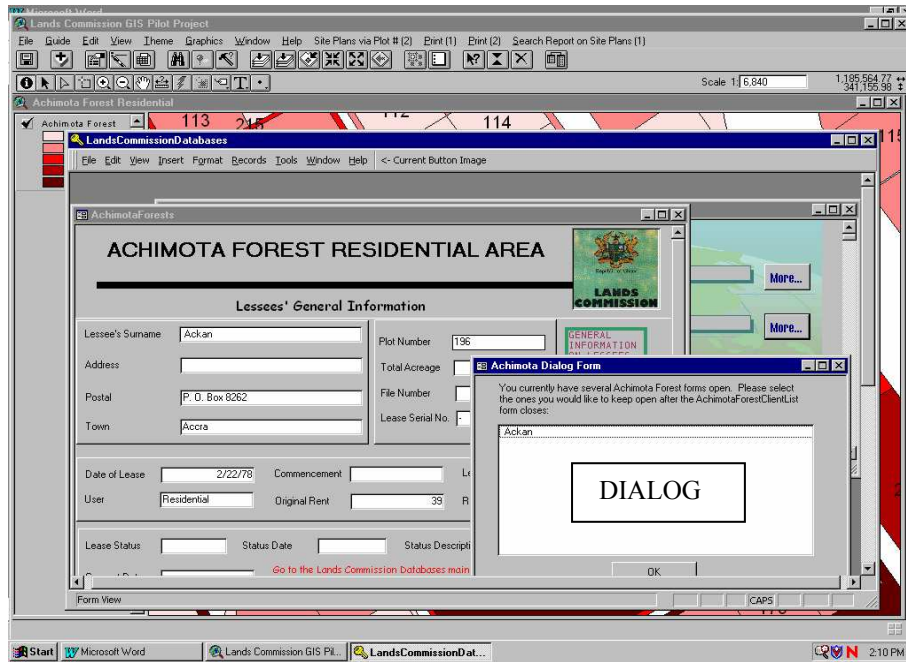 Microsoft Word
Lands Commission GIS Pilot Project
File Guide Edit View Theme Graphics Window Help Site Plans via Plot # (2) Print (1) Print (2) Search Report on Site Plans (1)
Scale 1: 6,840 1,185,564.77
341,155.98
Achimota Forest Residential
Achimota Forest
113 215 112 114
LandsCommissionDatabases
File Edit View Insert Format Records Tools Window Help <- Current Button Image
AchimotaForests
ACHIMOTA FOREST RESIDENTIAL AREA
LANDS
COMMISSION
More...
Lessees' General Information
More...
Lessee's Surname Ackan
Plot Number 196
GENERAL
INFORMATION
ON LESSEES
Address
Total Acreage
Achimota Dialog Form
You currently have several Achimota Forest forms open. Please select
the ones you would like to keep open after the AchimotaForestClientList
form closes:
Postal P. O. Box 8262
File Number
Lease Serial No. -
Town Accra
Ackan
DIALOG
Date of Lease 2/22/78 Commencement
User Residential Original Rent 39
Lease Status Status Date Status Descripti
Go to the Lands Commission Databases main
OK
Form View CAPS
Start Microsoft Word Lands Commission GIS Pil... LandsCommissionDat... 2:10 PM